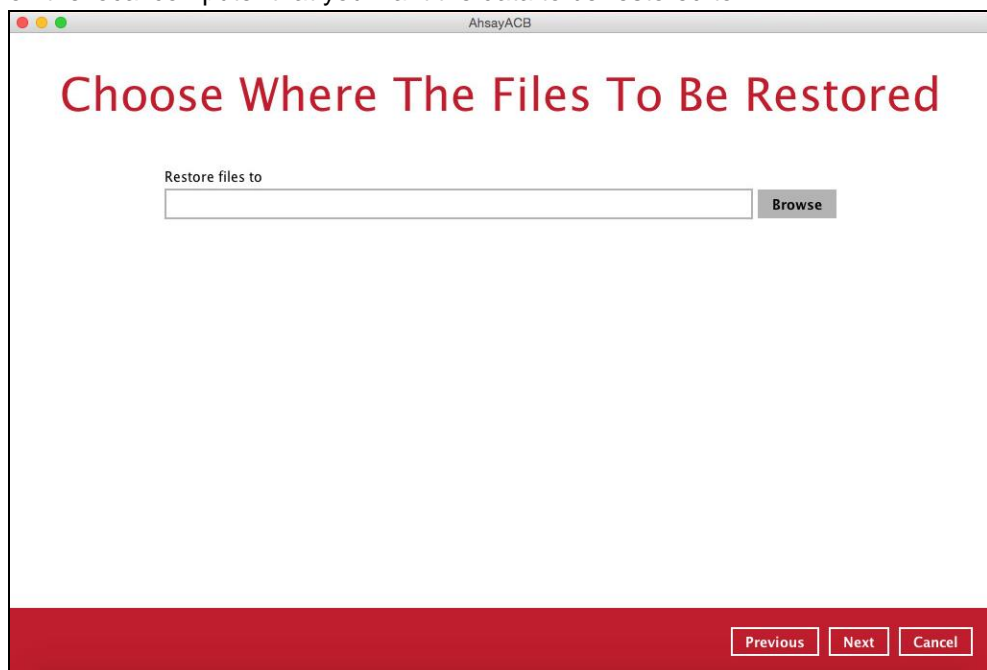 AhsayACB
Choose Where The Files To Be Restored
Restore files to
Browse
Previous Next Cancel